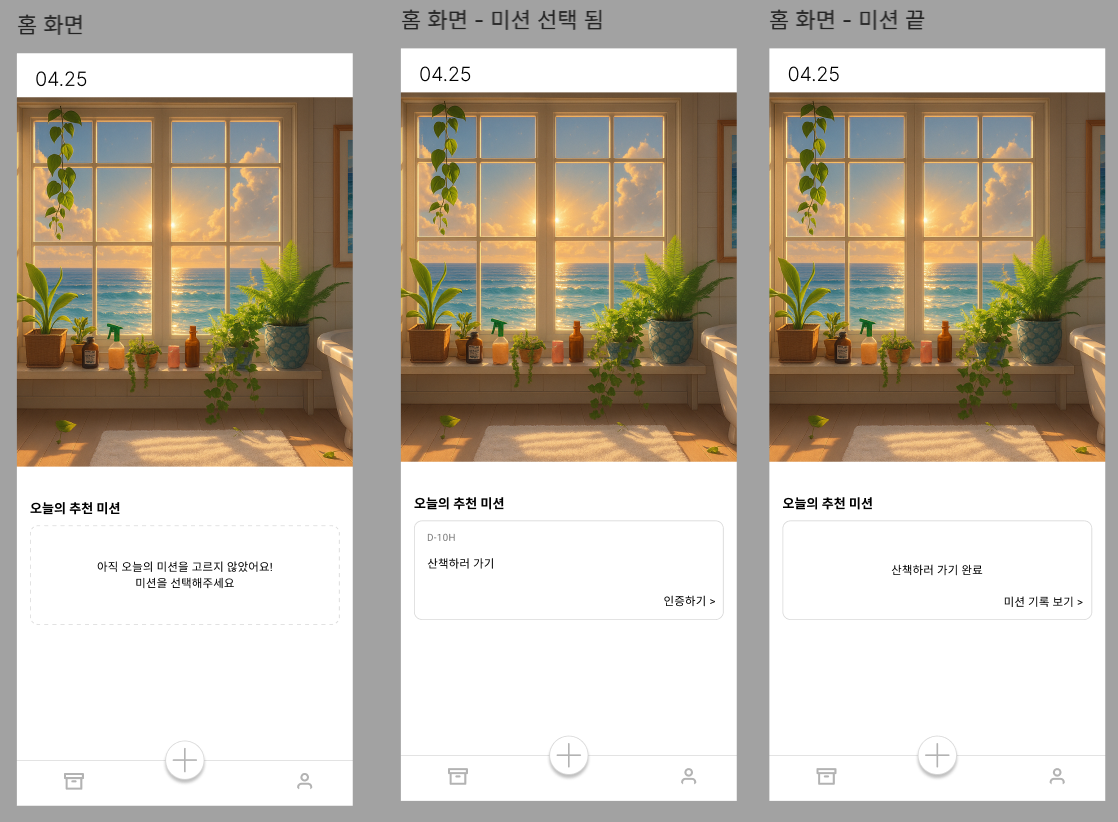 홈 화면
04.25
오늘의 추천 미션
아직 오늘의 미션을 고르지 않았어요!
미션을 선택해주세요
홈 화면 - 미션 선택 됨
04.25
오늘의 추천 미션
D-10H
산책하러 가기
인증하기 >
홈 화면 - 미션 끝
04.25
오늘의 추천 미션
산책하러 가기 완료
미션 기록 보기 >